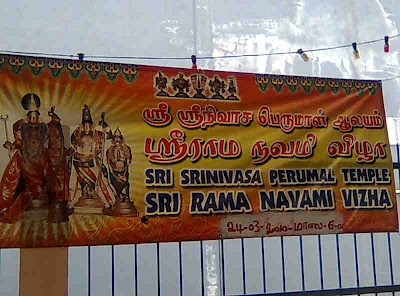 ஸ்ரீ ஸ்ரீநிவாச பெருமாள் ஆலயம்
ஸ்ரீராம நவமி விழா
SRI SRINIVASA PERUMAL TEMPLE
SRI RAMA NAVAMI VIZHA